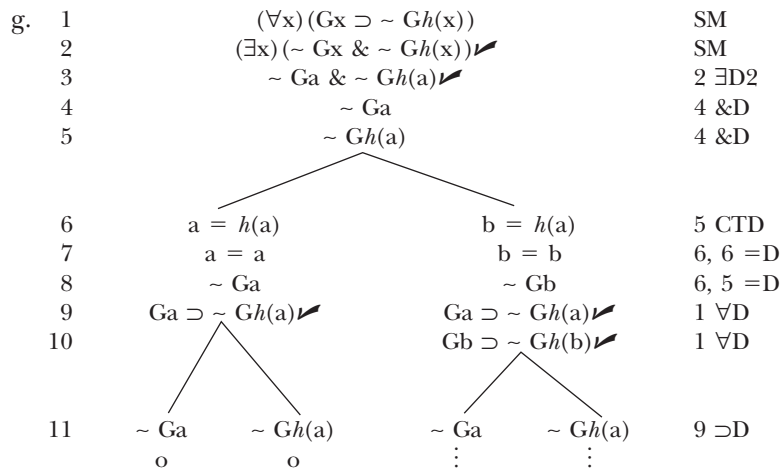 g. 1 (∀x)(Gx ⊃ ~ Gh(x)) SM
2 (∃x)(~ Gx & ~ Gh(x))✔ SM
3 ~ Ga & ~ Gh(a)✔ 2 ∃D2
4 ~ Ga 4 &D
5 ~ Gh(a) 4 &D
6 a = h(a) b = h(a) 5 CTD
7 a = a b = b 6, 6 =D
8 ~ Ga ~ Gb 6, 5 =D
9 Ga ⊃ ~ Gh(a)✔ Ga ⊃ ~ Gh(a)✔ 1 ∀D
10 Gb ⊃ ~ Gh(b)✔ 1 ∀D
11 ~ Ga ~ Gh(a) ~ Ga ~ Gh(a) 9 ⊃D
o o ⋮ ⋮